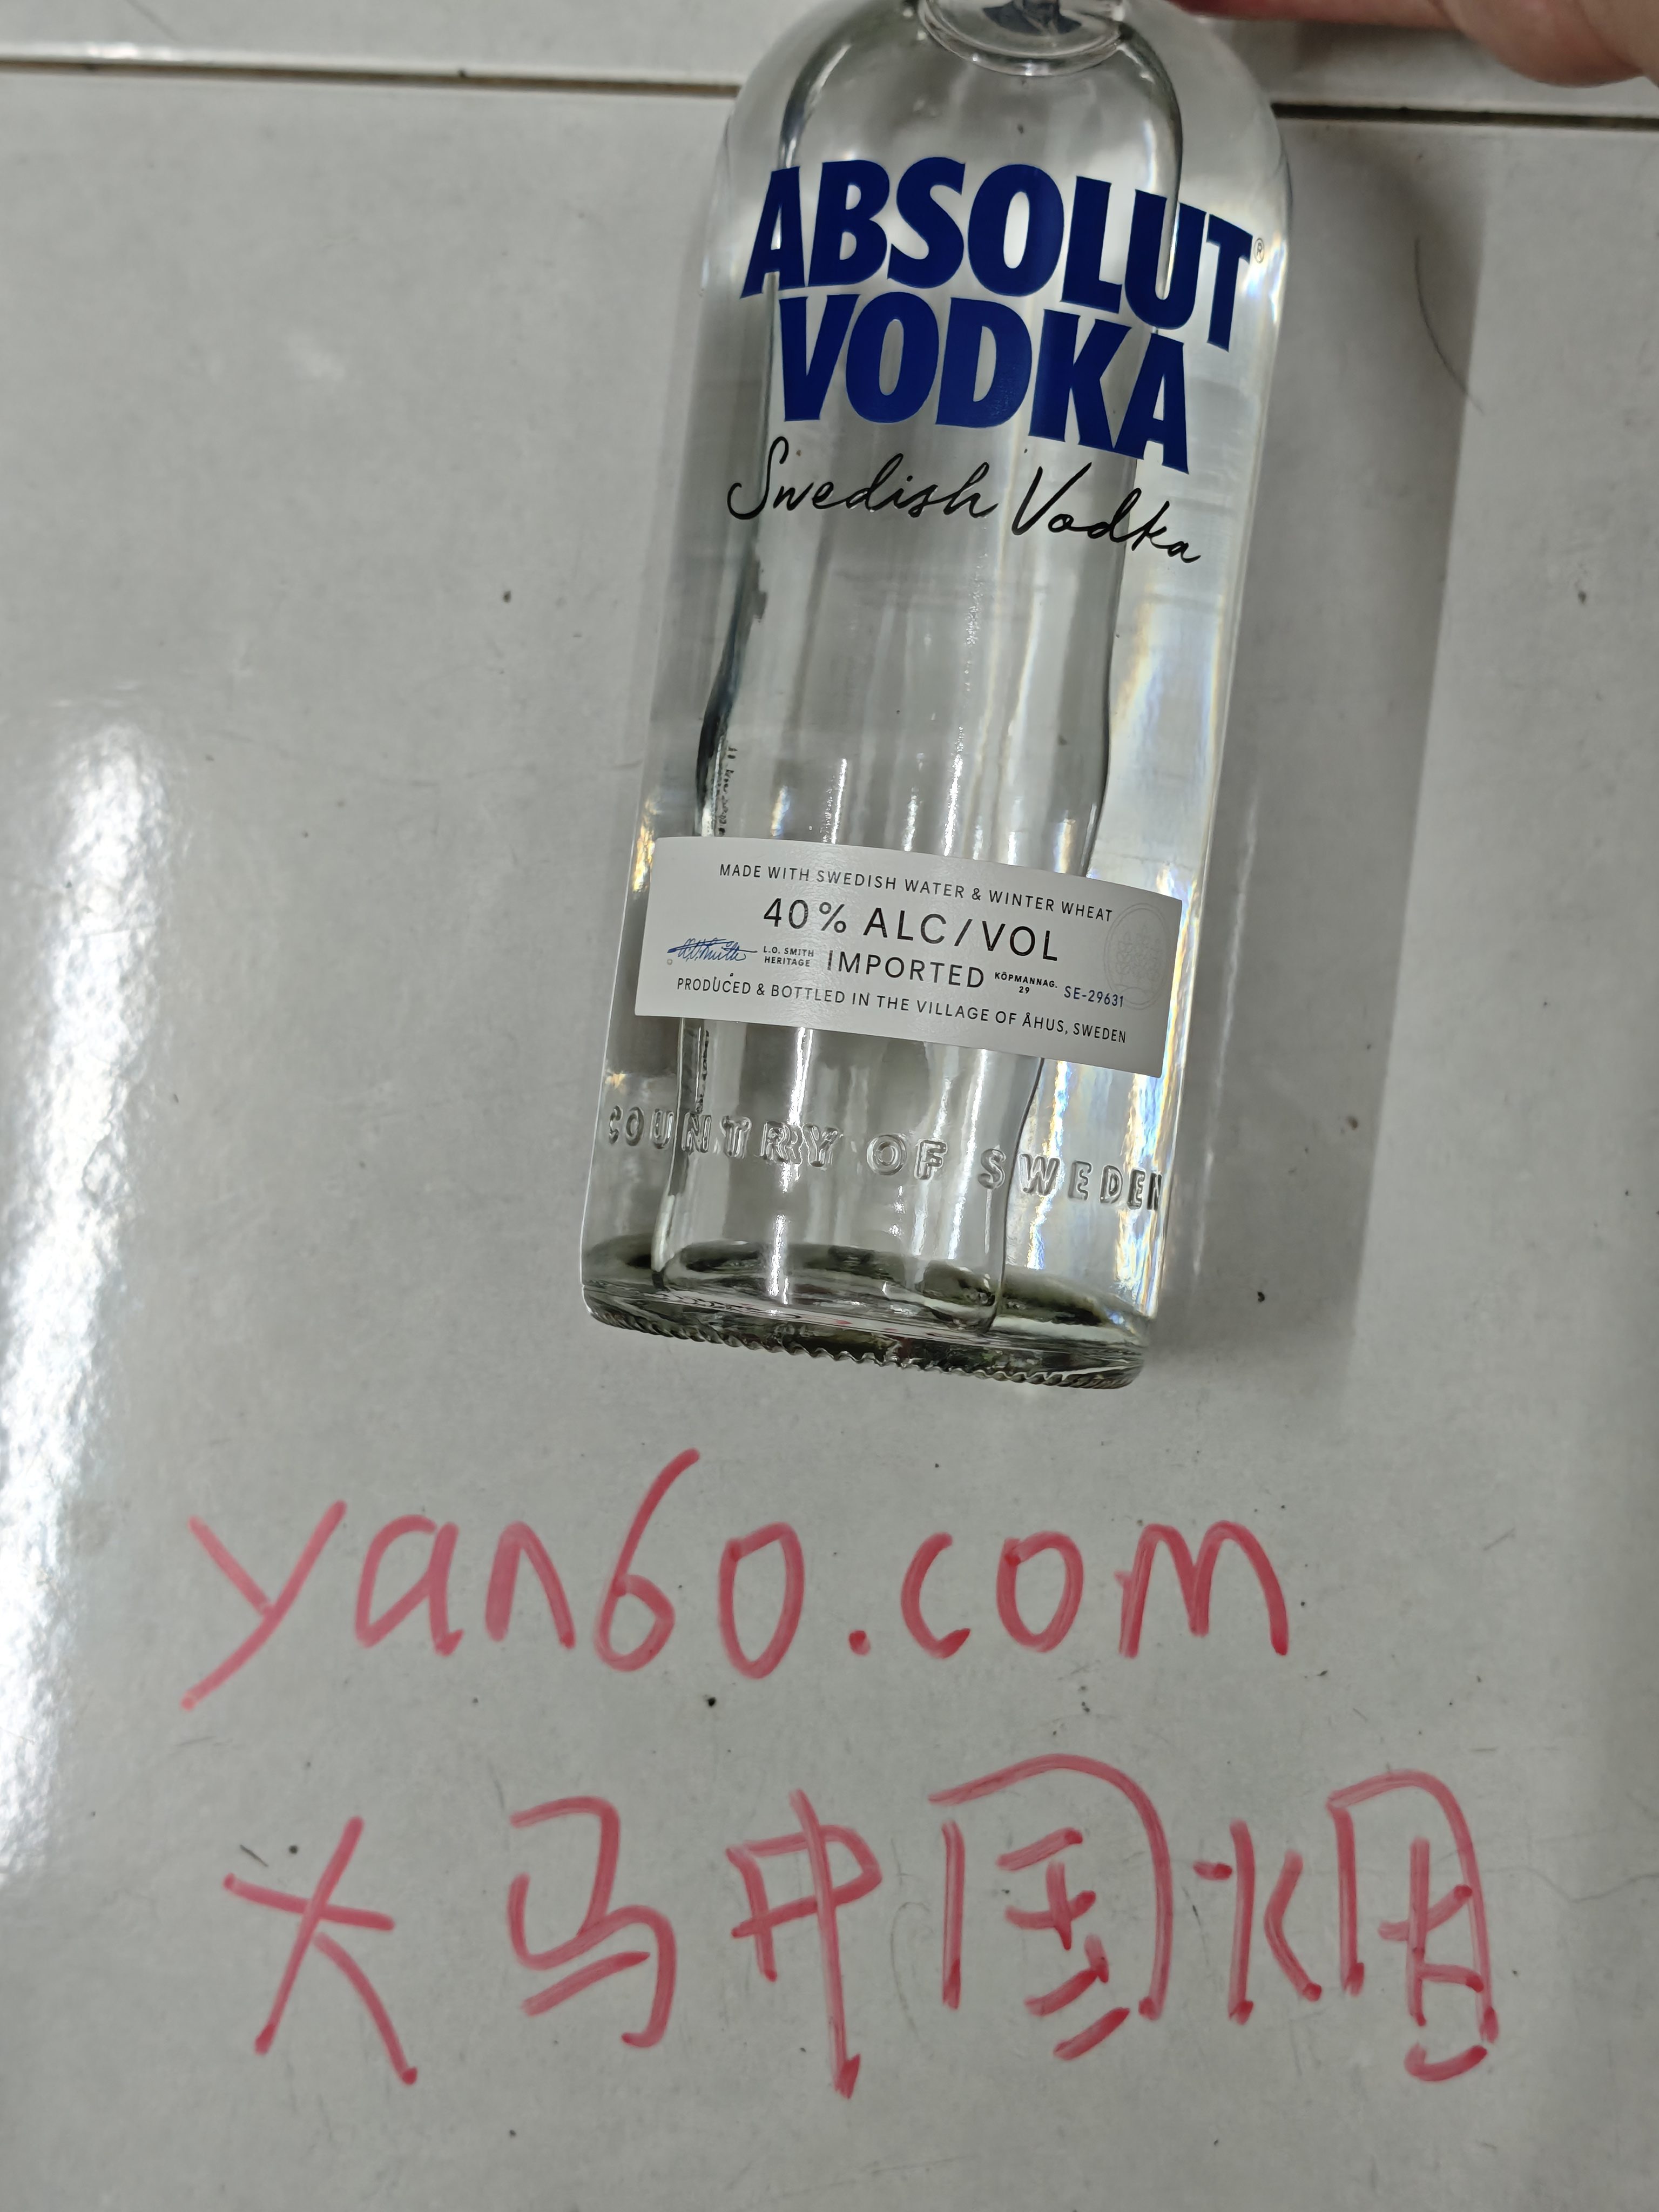 ABSOLUT®
VODKA
Swedish Vodka
MADE WITH SWEDISH WATER & WINTER WHEAT
40% ALC/VOL
L.O. SMITH HERITAGE IMPORTED KÖPMANNAG. 29 SE-29631
PRODUCED & BOTTLED IN THE VILLAGE OF ÅHUS, SWEDEN
COUNTRY OF SWEDEN
yan60.com
大马中国烟